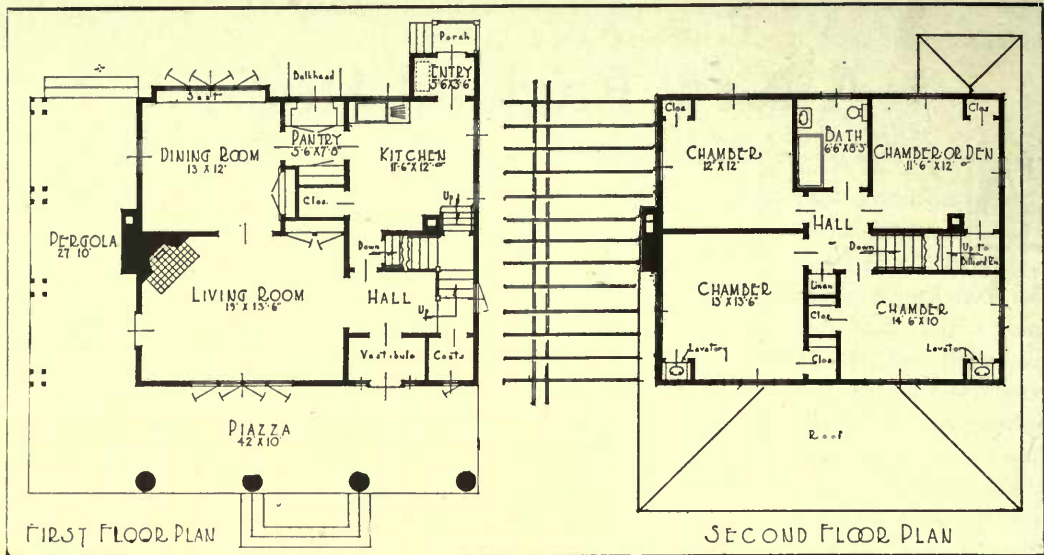 Porch
ENTRY
5'6"X3'6"
Bulkhead
Seat
DINING ROOM
13' X 12'
PANTRY
5'6"X7'8"
KITCHEN
11'6"X12'
Clos.
Up
PERGOLA
27' 10'
Down
LIVING ROOM
19' X 13'6"
HALL
Up
Vestibule
Coats
PIAZZA
42' X 10'
FIRST FLOOR PLAN
Clos
CHAMBER
12' X 12'
BATH
6'6"X8'3"
Clos
CHAMBER OR DEN
11'6" X 12'
HALL
Down
Up to
Billiard Rm
CHAMBER
13' X 13'6"
Linen
Clos
CHAMBER
14'6"X10
Lavatory
Clos
Lavatory
Roof
SECOND FLOOR PLAN